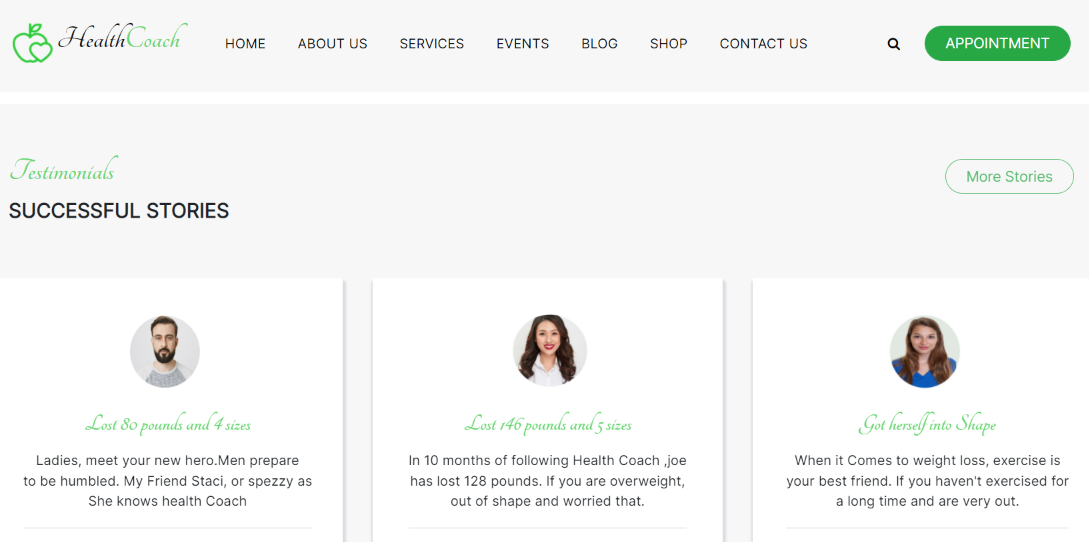 HealthCoach
HOME ABOUT US SERVICES EVENTS BLOG SHOP CONTACT US APPOINTMENT
Testimonials
More Stories
SUCCESSFUL STORIES
Lost 80 pounds and 4 sizes
Ladies, meet your new hero.Men prepare
to be humbled. My Friend Staci, or spezzy as
She knows health Coach
Lost 146 pounds and 5 sizes
In 10 months of following Health Coach ,joe
has lost 128 pounds. If you are overweight,
out of shape and worried that.
Got herself into Shape
When it Comes to weight loss, exercise is
your best friend. If you haven't exercised for
a long time and are very out.